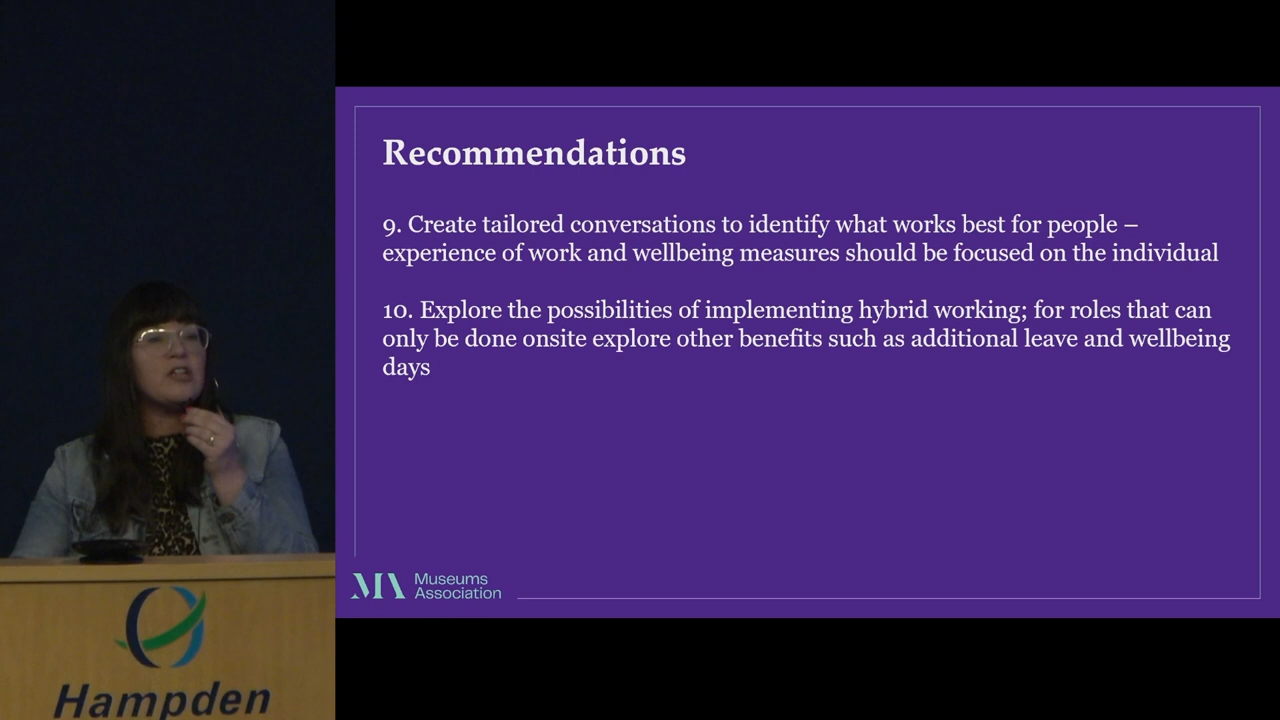 Recommendations
9. Create tailored conversations to identify what works best for people –
experience of work and wellbeing measures should be focused on the individual
10. Explore the possibilities of implementing hybrid working; for roles that can
only be done onsite explore other benefits such as additional leave and wellbeing
days
MA Museums
Association
Hampden